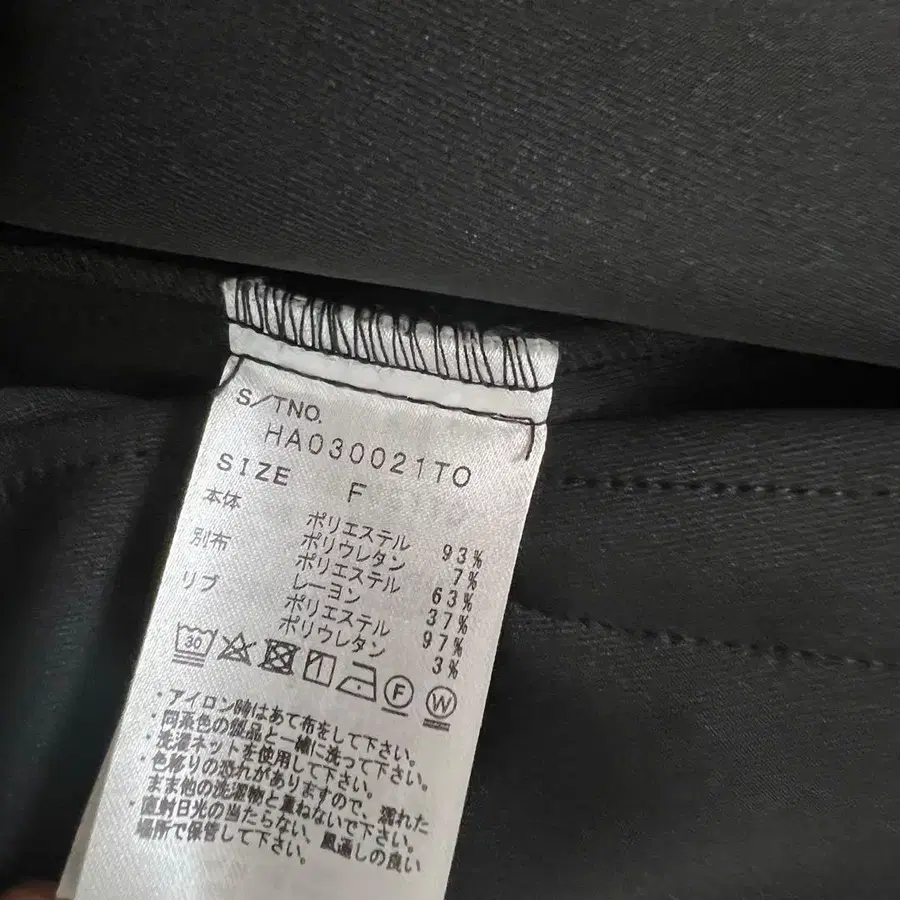 S/TNO.
HA030021TO
SIZE F
本体 ポリエステル 93%
ポリウレタン 7%
別布 ポリエステル 63%
レーヨン 37%
リブ ポリエステル 97%
ポリウレタン 3%
30 F W
・アイロン時はあて布をして下さい。
・同系色の製品と一緒に洗って下さい。
・洗濯ネットを使用して下さい。
・色移りの恐れがありますので、濡れた
まま他の洗濯物と重ねないで下さい。
・直射日光の当たらない、風通しの良い
場所で保管して下さい。